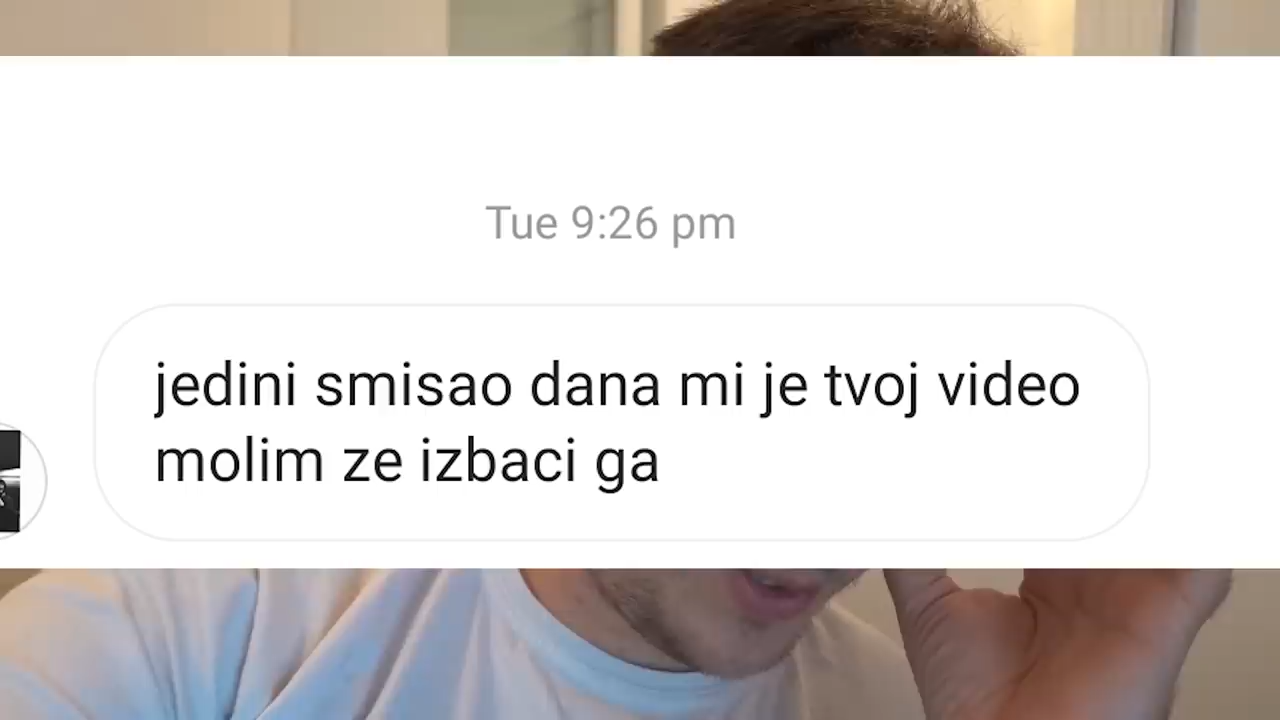 Tue 9:26 pm
jedini smisao dana mi je tvoj video
molim ze izbaci ga